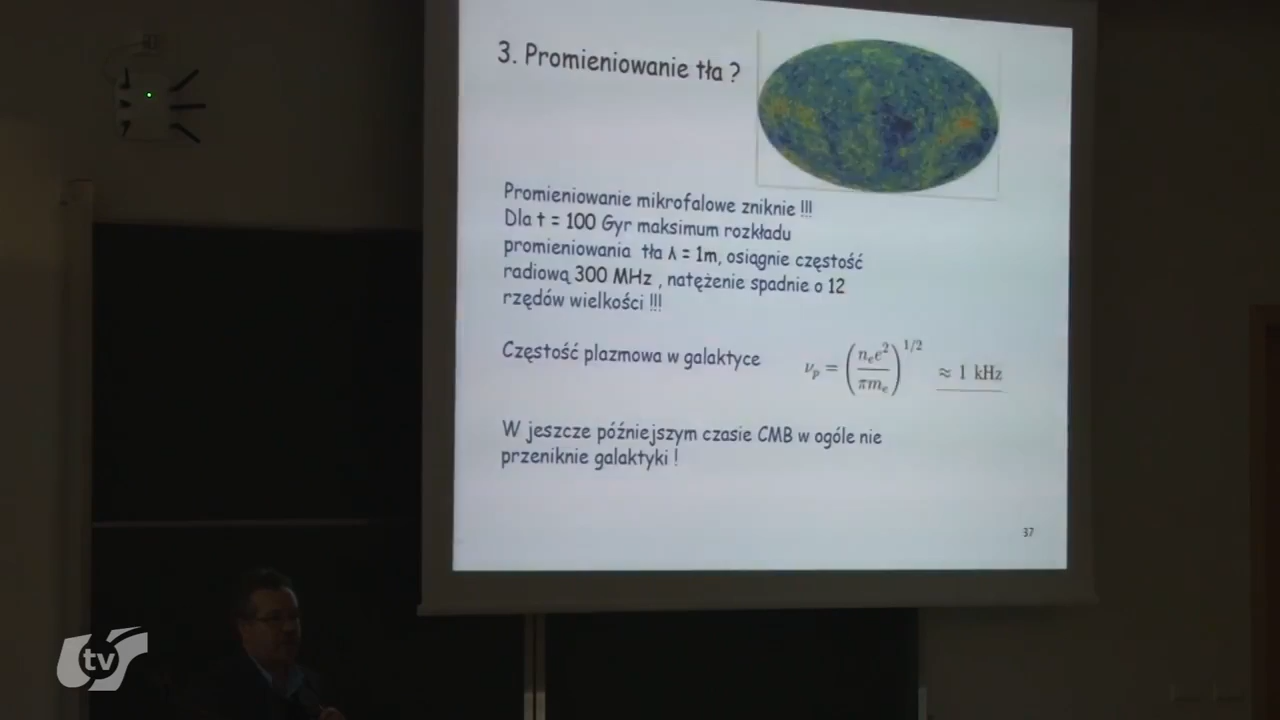 3. Promieniowanie tła ?
Promieniowanie mikrofalowe zniknie !!!
Dla t = 100 Gyr maksimum rozkładu
promieniowania tła λ = 1m, osiągnie częstość
radiową 300 MHz , natężenie spadnie o 12
rzędów wielkości !!!
Częstość plazmowa w galaktyce
ν_p = (n_e e^2 / π m_e)^1/2 ≈ 1 kHz
W jeszcze późniejszym czasie CMB w ogóle nie
przeniknie galaktyki !
37
tv